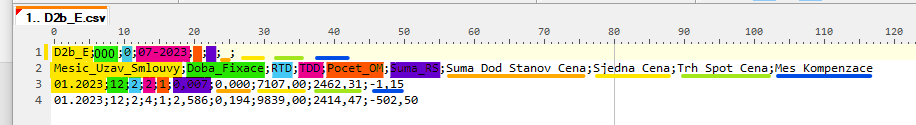 1.. D2b_E.csv
10 20 30 40 50 60 70 80 90 100 110 120
1 D2b_E;000;0;07-2023;;;_;
2 Mesic_Uzav_Smlouvy;Doba_Fixace;RTD;TDD;Pocet_OM;Suma_RS;Suma Dod Stanov Cena;Sjedna Cena;Trh Spot Cena;Mes Kompenzace
3 01.2023;12;2;2;1;0,007;0,000;7107,00;2462,31;-1,15
4 01.2023;12;2;4;1;2,586;0,194;9839,00;2414,47;-502,50